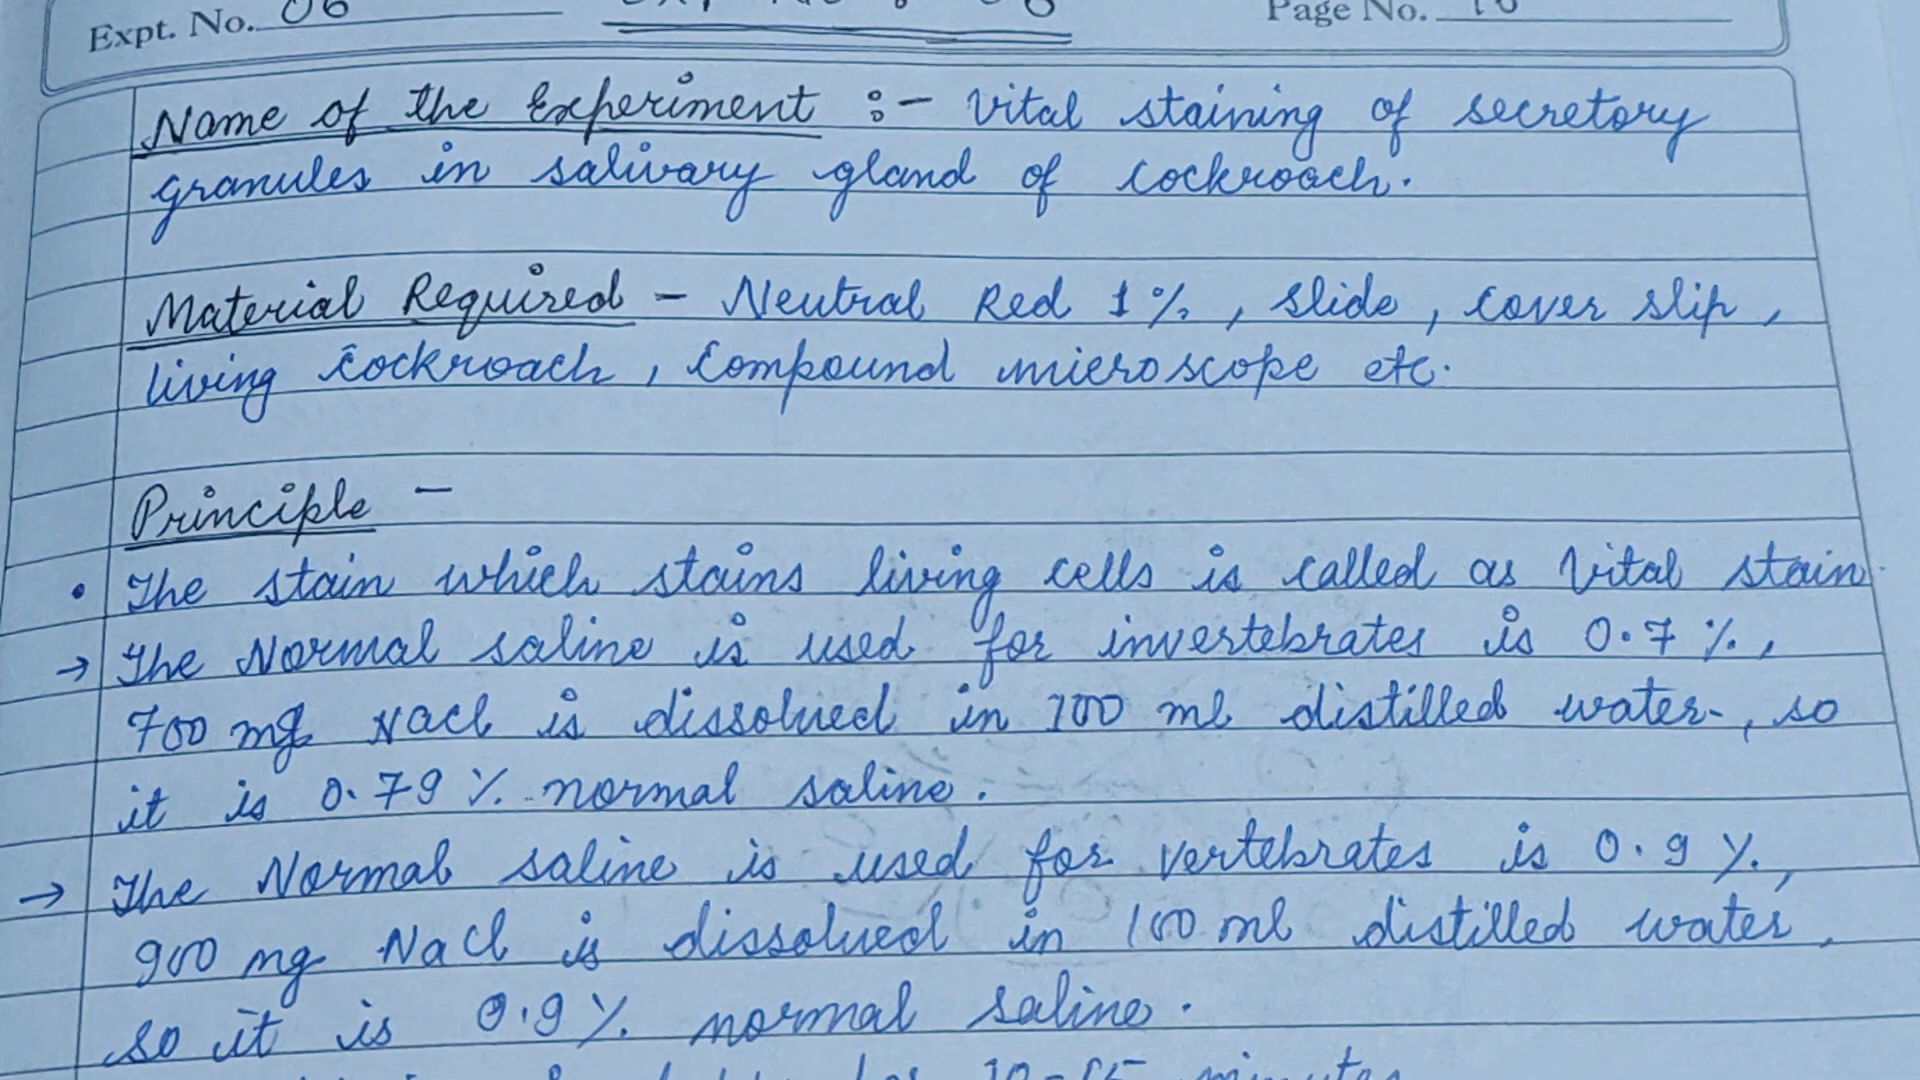 Expt. No. 06
Page No.
Name of the Experiment :- Vital staining of secretory
granules in salivary gland of cockroach.
Material Required - Neutral Red 1%, slide, cover slip,
living cockroach, compound microscope etc.
Principle -
• The stain which stains living cells is called as Vital stain.
→ The Normal saline is used for invertebrates is 0.7 %,
700 mg NaCl is dissolved in 100 ml distilled water, so
it is 0.79 % normal saline.
→ The Normal saline is used for vertebrates is 0.9 %,
900 mg NaCl is dissolved in 100 ml distilled water,
so it is 0.9 % normal saline.
minutes